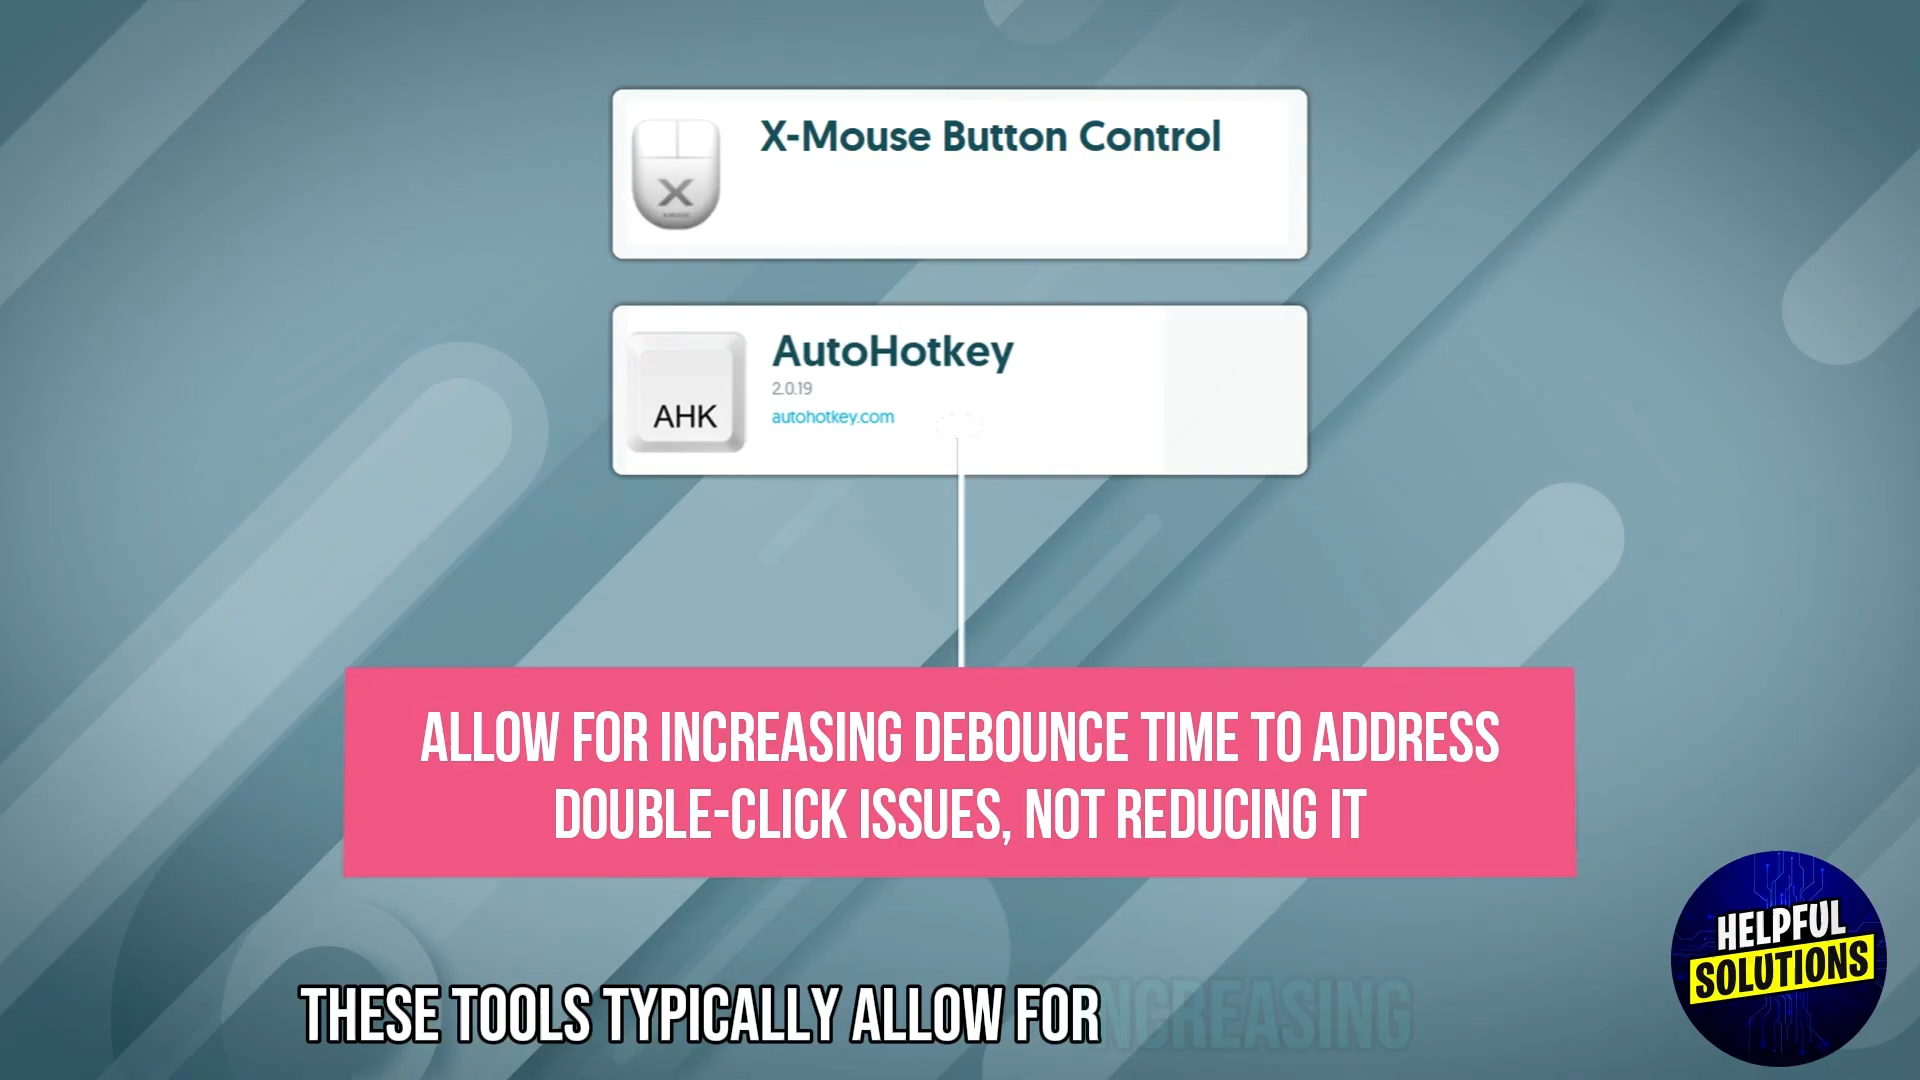 X-Mouse Button Control
X
AutoHotkey
2.0.19
autohotkey.com
AHK
ALLOW FOR INCREASING DEBOUNCE TIME TO ADDRESS
DOUBLE-CLICK ISSUES, NOT REDUCING IT
THESE TOOLS TYPICALLY ALLOW FOR INCREASING
HELPFUL
SOLUTIONS